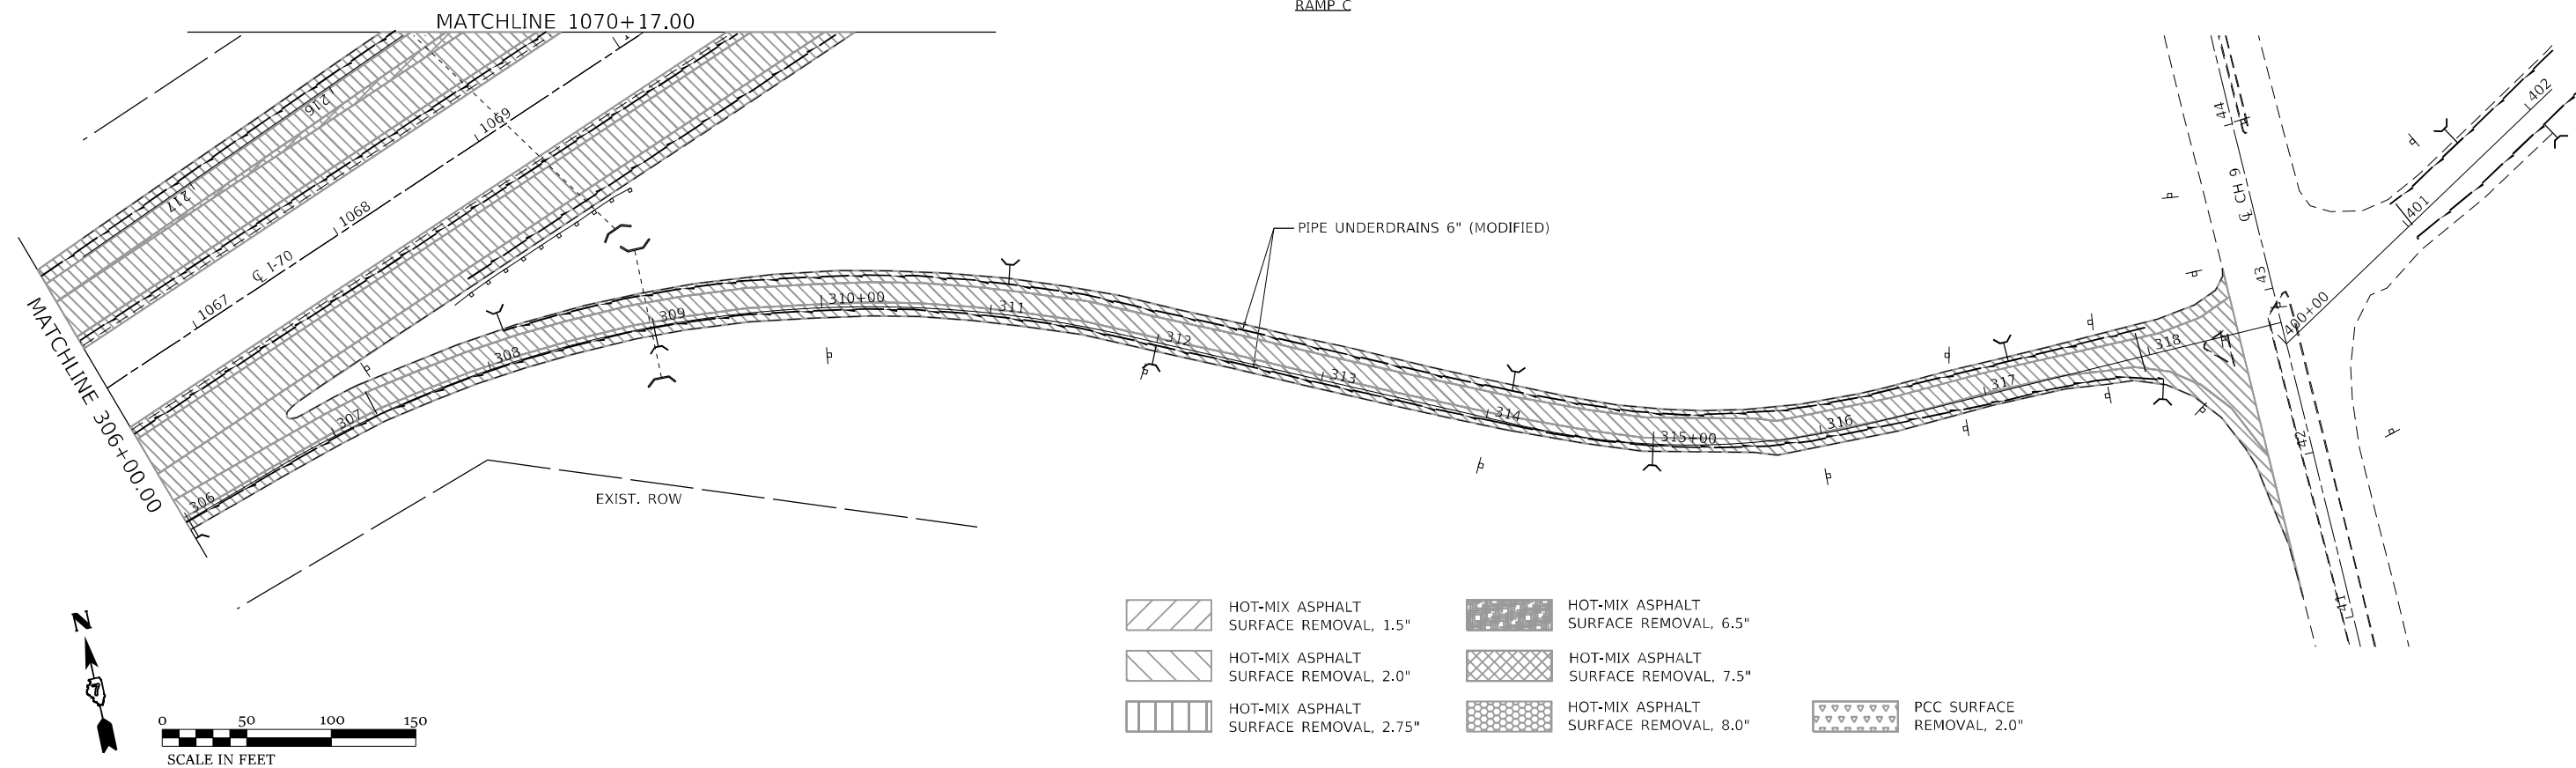 RAMP C
MATCHLINE 1070+17.00
216
217
1069
1068
℄ I-70
1067
MATCHLINE 306+00.00
306
307
308
309
310+00
311
312
313
314
315+00
316
317
318
PIPE UNDERDRAINS 6" (MODIFIED)
EXIST. ROW
44
℄ CH 9
43
42
41
400+00
401
402
HOT-MIX ASPHALT
SURFACE REMOVAL, 1.5"
HOT-MIX ASPHALT
SURFACE REMOVAL, 2.0"
HOT-MIX ASPHALT
SURFACE REMOVAL, 2.75"
HOT-MIX ASPHALT
SURFACE REMOVAL, 6.5"
HOT-MIX ASPHALT
SURFACE REMOVAL, 7.5"
HOT-MIX ASPHALT
SURFACE REMOVAL, 8.0"
PCC SURFACE
REMOVAL, 2.0"
N
7
0 50 100 150
SCALE IN FEET